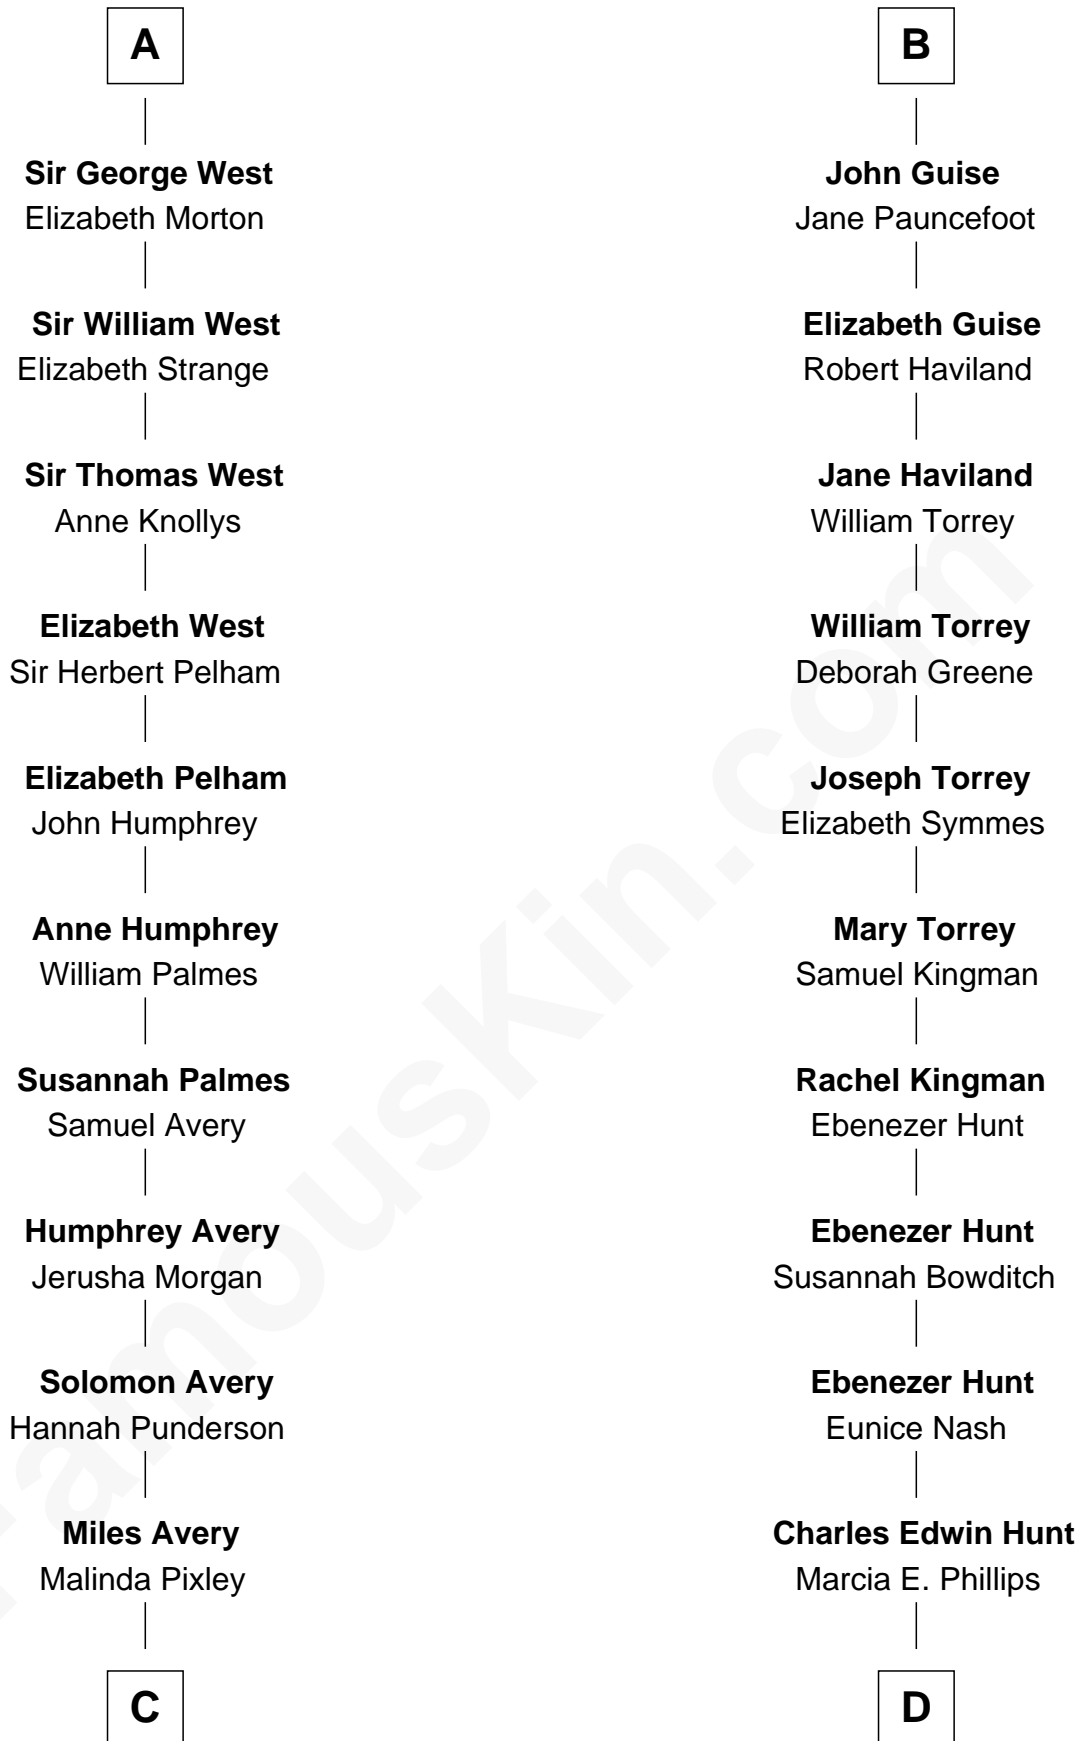 A
Sir George West
Elizabeth Morton
Sir William West
Elizabeth Strange
Sir Thomas West
Anne Knollys
Elizabeth West
Sir Herbert Pelham
Elizabeth Pelham
John Humphrey
Anne Humphrey
William Palmes
Susannah Palmes
Samuel Avery
Humphrey Avery
Jerusha Morgan
Solomon Avery
Hannah Punderson
Miles Avery
Malinda Pixley
C
B
John Guise
Jane Pauncefoot
Elizabeth Guise
Robert Haviland
Jane Haviland
William Torrey
William Torrey
Deborah Greene
Joseph Torrey
Elizabeth Symmes
Mary Torrey
Samuel Kingman
Rachel Kingman
Ebenezer Hunt
Ebenezer Hunt
Susannah Bowditch
Ebenezer Hunt
Eunice Nash
Charles Edwin Hunt
Marcia E. Phillips
D
FamousKin.com